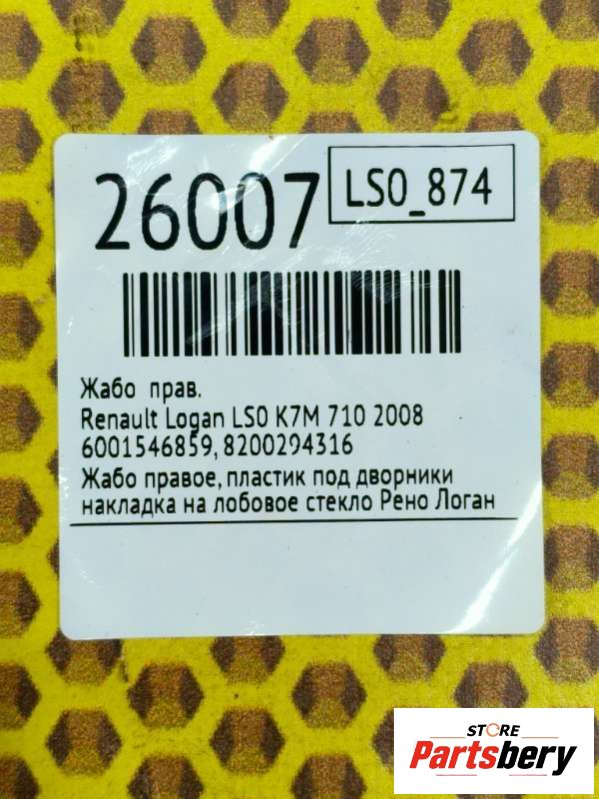 26007
LS0_874
Жабо прав.
Renault Logan LS0 K7M 710 2008
6001546859, 8200294316
Жабо правое, пластик под дворники
накладка на лобовое стекло Рено Логан
STORE
Partsbery